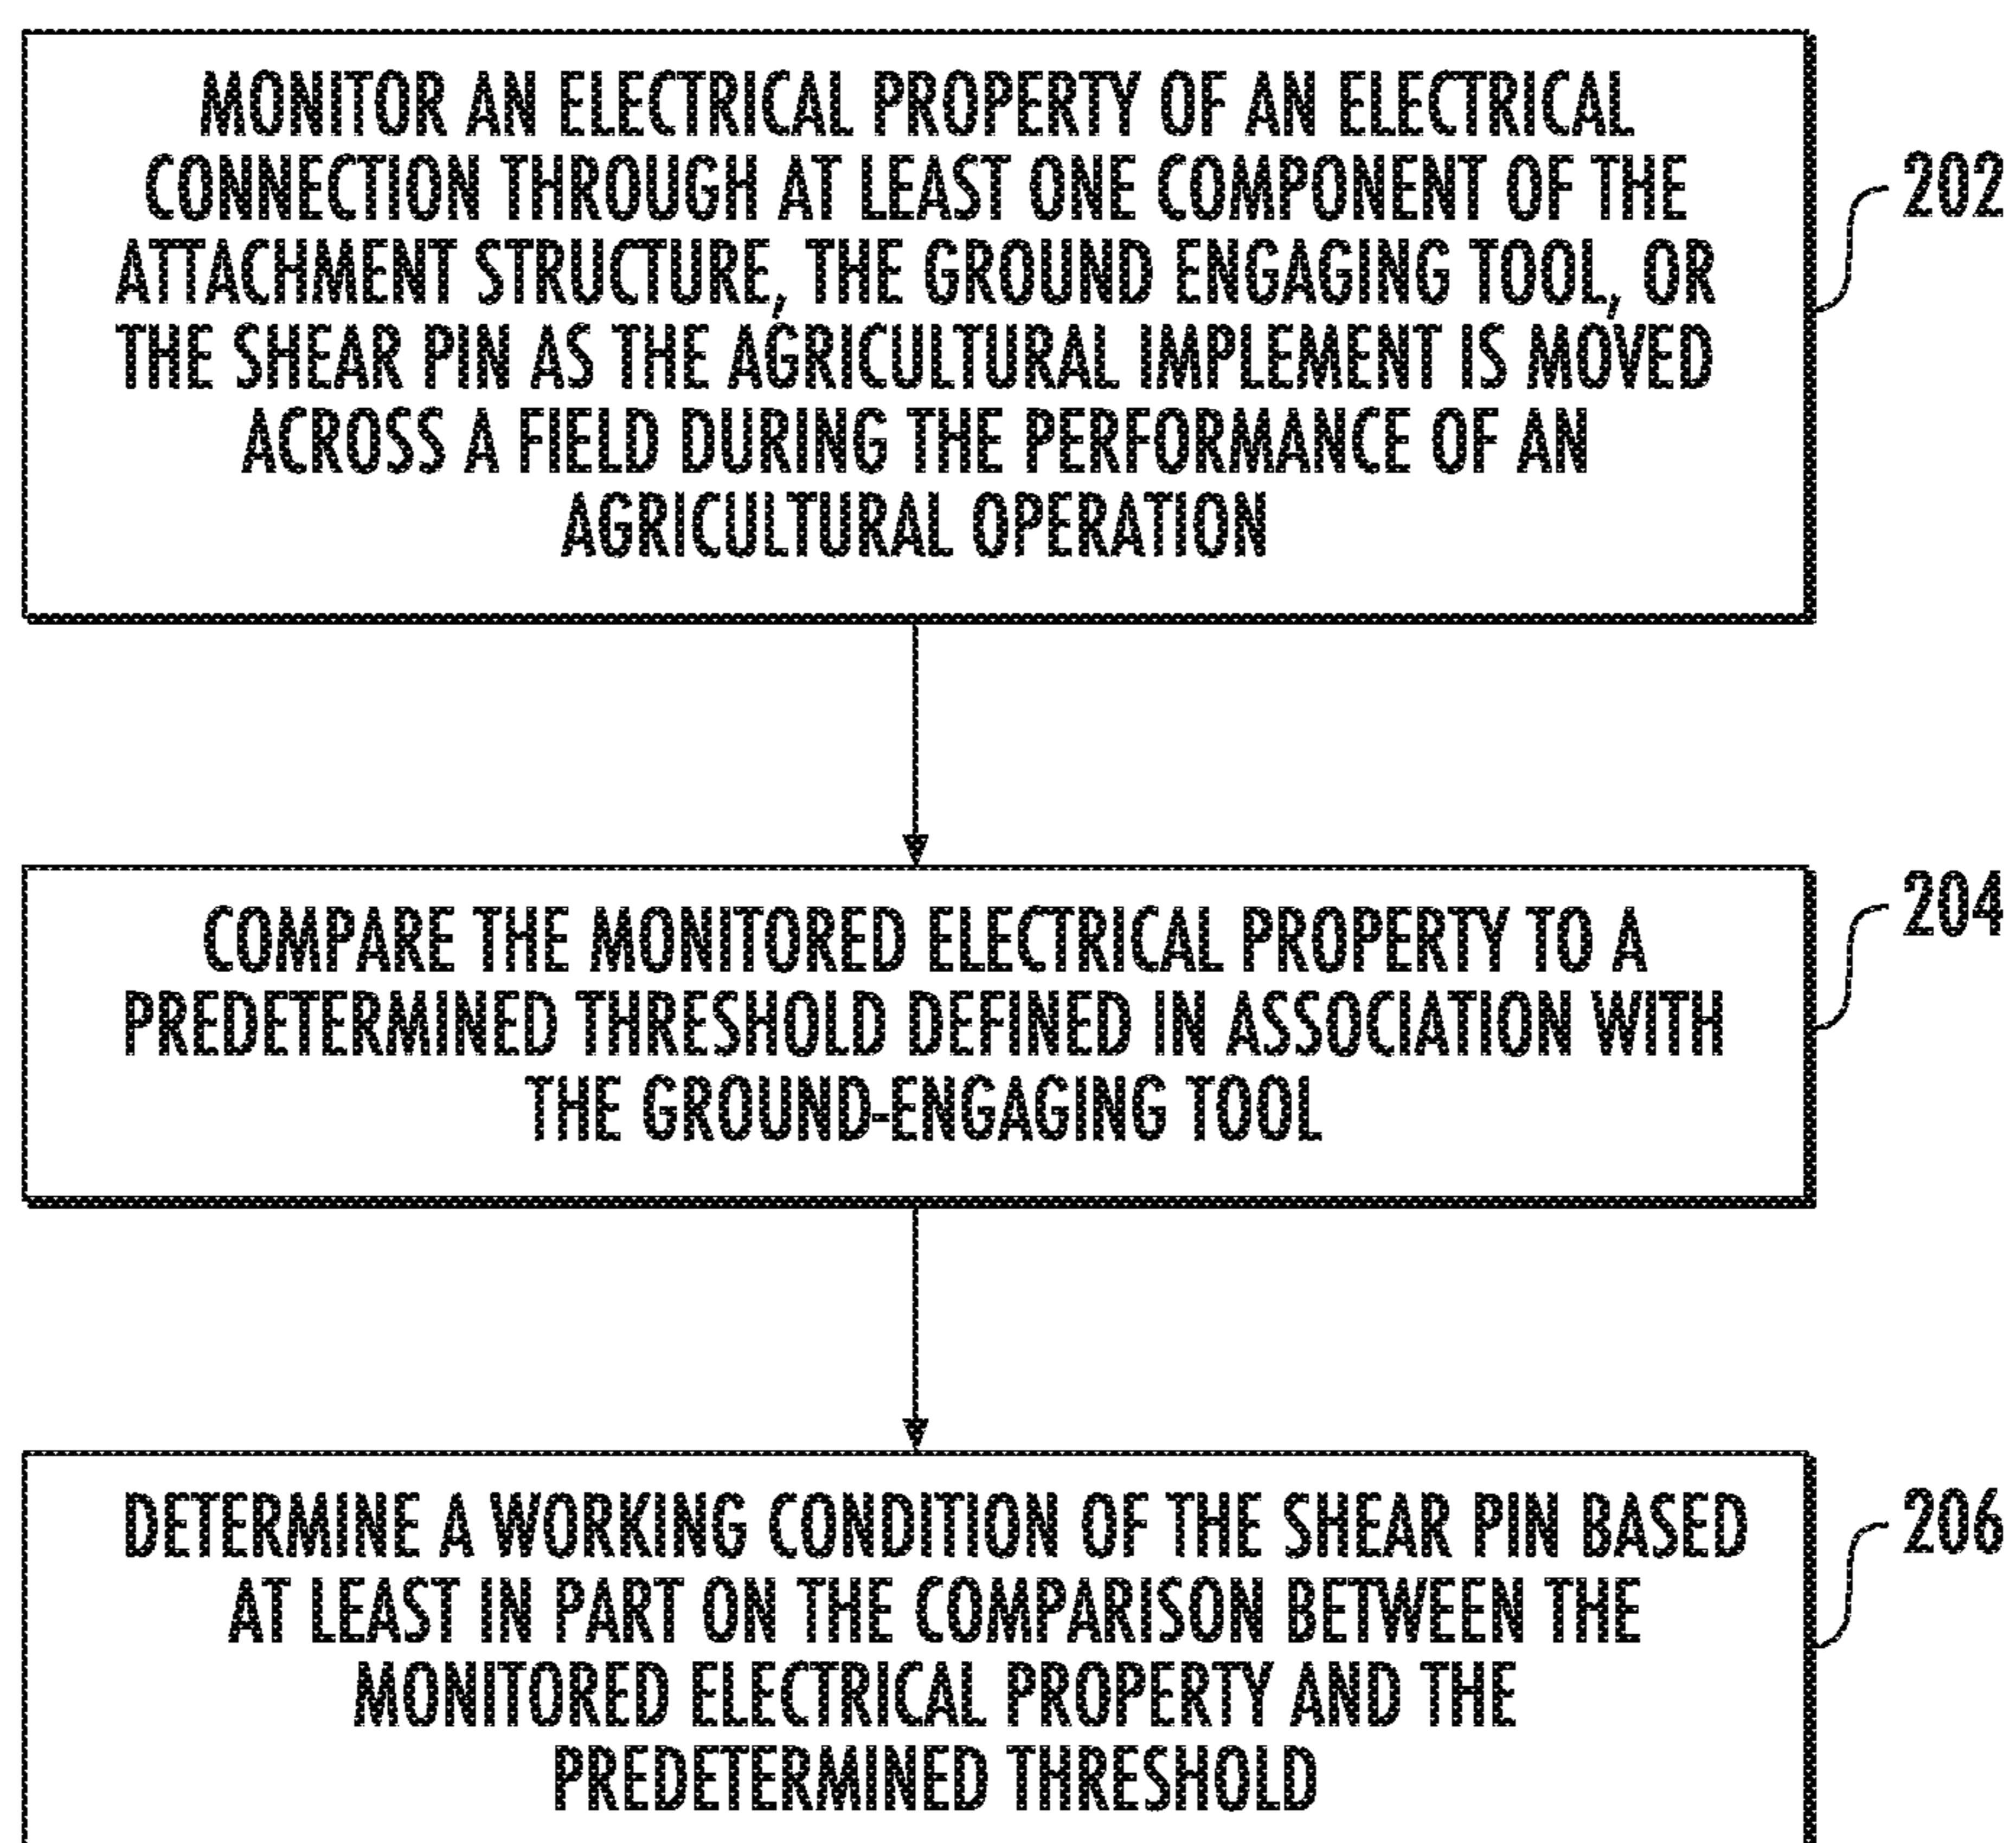 MONITOR AN ELECTRICAL PROPERTY OF AN ELECTRICAL
CONNECTION THROUGH AT LEAST ONE COMPONENT OF THE
ATTACHMENT STRUCTURE, THE GROUND ENGAGING TOOL, OR
THE SHEAR PIN AS THE AGRICULTURAL IMPLEMENT IS MOVED
ACROSS A FIELD DURING THE PERFORMANCE OF AN
AGRICULTURAL OPERATION
202
COMPARE THE MONITORED ELECTRICAL PROPERTY TO A
PREDETERMINED THRESHOLD DEFINED IN ASSOCIATION WITH
THE GROUND-ENGAGING TOOL
204
DETERMINE A WORKING CONDITION OF THE SHEAR PIN BASED
AT LEAST IN PART ON THE COMPARISON BETWEEN THE
MONITORED ELECTRICAL PROPERTY AND THE
PREDETERMINED THRESHOLD
206